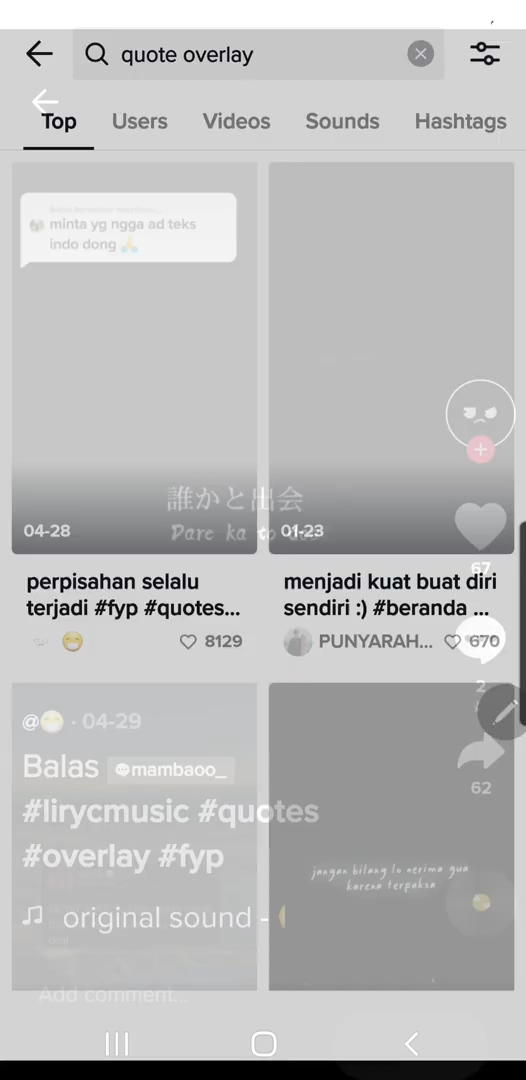 quote overlay
Top Users Videos Sounds Hashtags
minta yg ngga ad teks
indo dong 🙏
誰かと出会
Dare ka to
04-28
01-23
67
perpisahan selalu
terjadi #fyp #quotes...
8129
menjadi kuat buat diri
sendiri :) #beranda ...
PUNYARAH... 670
2
@😁 · 04-29
Balas mambaoo_
#lirycmusic #quotes
#overlay #fyp
62
jangan bilang lo nerima gua
karena terpaksa
original sound -
Add comment...